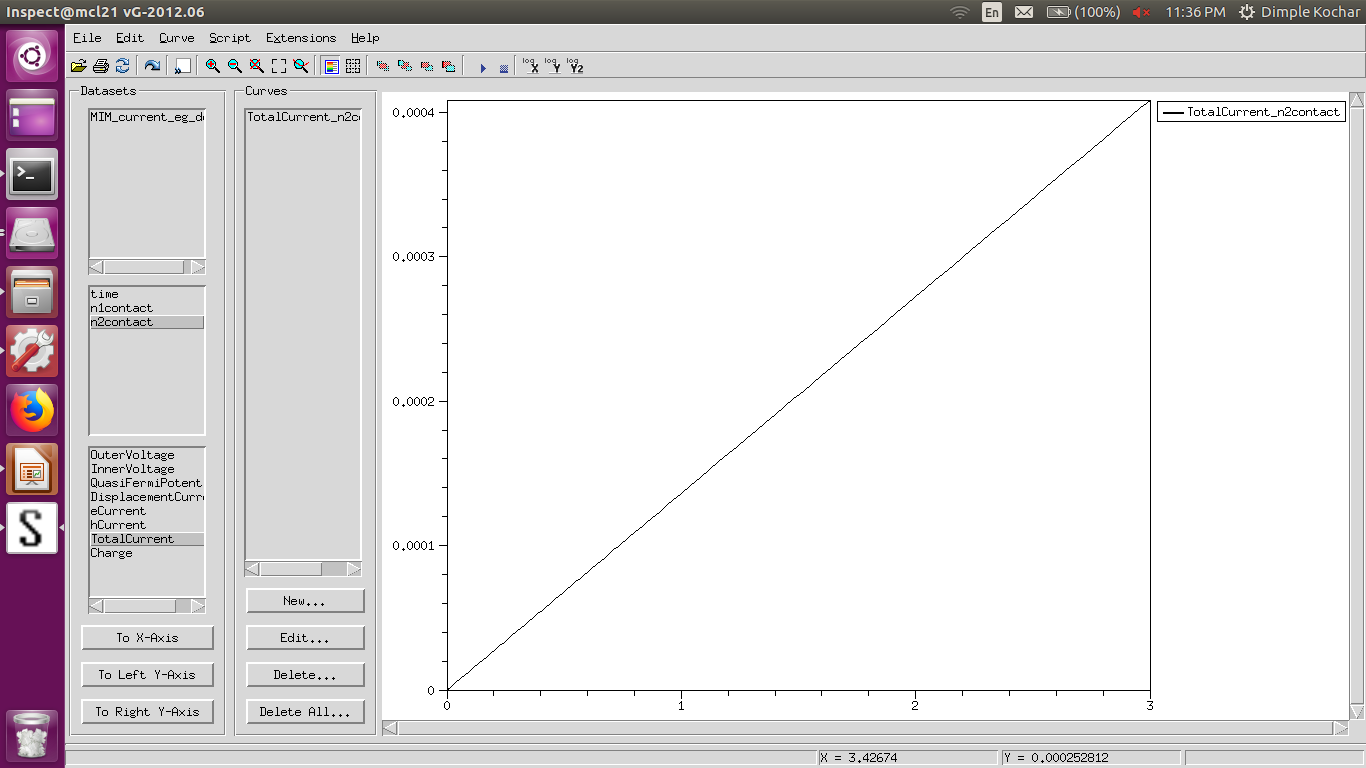 Inspect@mcl21 vG-2012.06
En
(100%)
11:36 PM
Dimple Kochar
File Edit Curve Script Extensions Help
log X log Y log Y2
Datasets
MIM_current_eg_d
time
n1contact
n2contact
OuterVoltage
InnerVoltage
QuasiFermiPotent
DisplacementCurr
eCurrent
hCurrent
TotalCurrent
Charge
To X-Axis
To Left Y-Axis
To Right Y-Axis
Curves
TotalCurrent_n2c
New...
Edit...
Delete...
Delete All...
0.0004
0.0003
0.0002
0.0001
0
0 1 2 3
TotalCurrent_n2contact
X = 3.42674
Y = 0.000252812